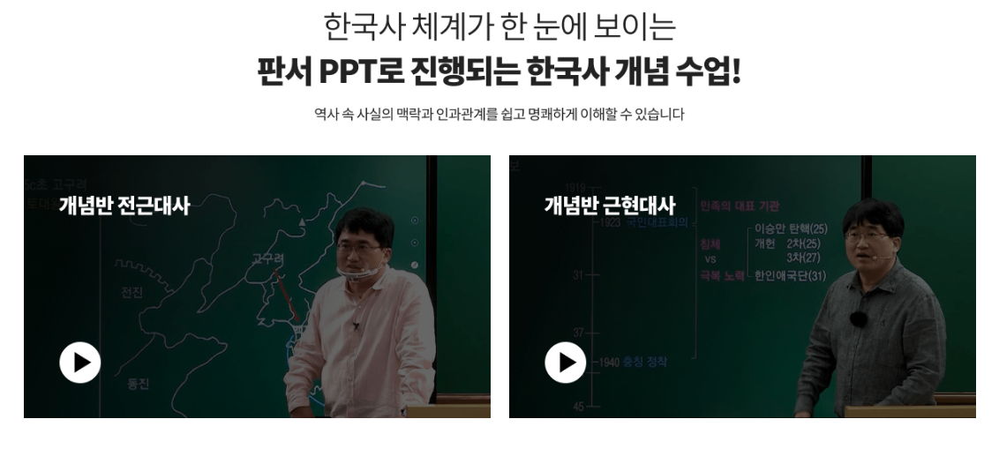 한국사 체계가 한 눈에 보이는
판서 PPT로 진행되는 한국사 개념 수업!
역사 속 사실의 맥락과 인과관계를 쉽고 명쾌하게 이해할 수 있습니다
5c초 고구려
개념반 전근대사
고구려
전진
동진
1919
개념반 근현대사
민족의 대표 기관
1923 국민대표회의
이승만 탄핵(25)
침체
개헌 2차(25)
vs
3차(27)
31
극복 노력
한인애국단(31)
37
1940 충칭 정착
45